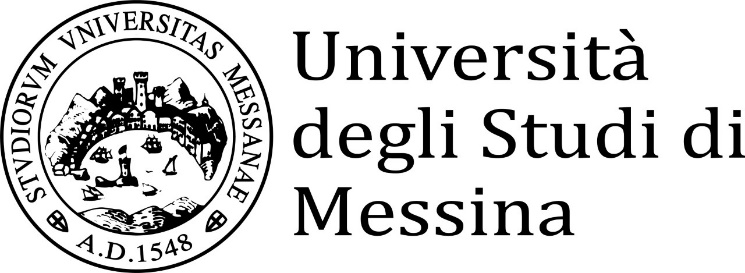 STVDIORVM VNIVERSITAS MESSANAE
A.D.1548
Università
degli Studi di
Messina